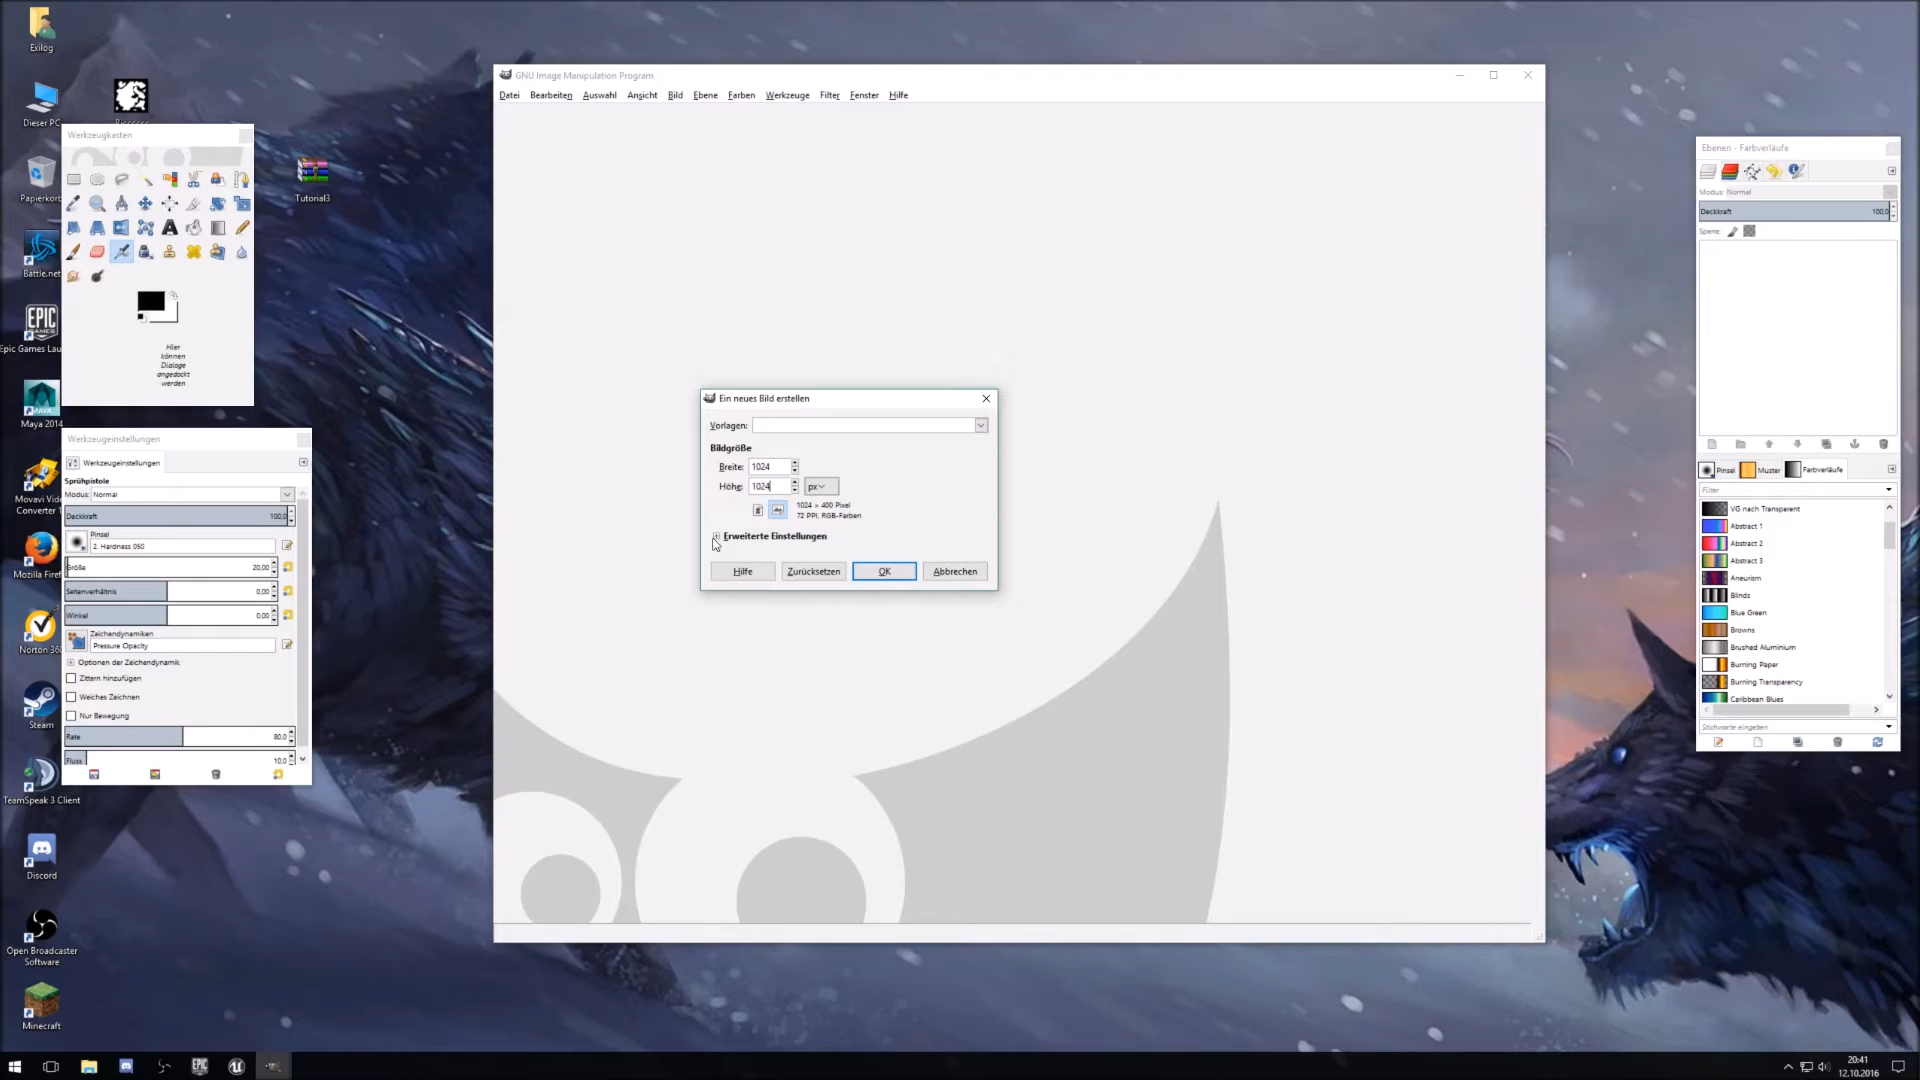 Exilog
Dieser PC
Papierkorb
Battle.net
EPIC
GAMES
Epic Games Lau
MAYA
Maya 2014
Movavi Vide
Converter 1
Mozilla Firef
Norton 360
Steam
TeamSpeak 3 Client
Discord
Open Broadcaster
Software
Minecraft
Tutorial3
Werkzeugkasten
Hier
können
Dialoge
angedockt
werden
Werkzeugeinstellungen
Werkzeugeinstellungen
Sprühpistole
Modus: Normal
Deckkraft 100,0
Pinsel
2. Hardness 050
Größe 20,00
Seitenverhältnis 0,00
Winkel 0,00
Zeichendynamiken
Pressure Opacity
Optionen der Zeichendynamik
Zittern hinzufügen
Weiches Zeichnen
Nur Bewegung
Rate 80,0
Fluss 10,0
GNU Image Manipulation Program
Datei Bearbeiten Auswahl Ansicht Bild Ebene Farben Werkzeuge Filter Fenster Hilfe
Ein neues Bild erstellen
Vorlagen:
Bildgröße
Breite: 1024
Höhe: 1024 px
1024 × 400 Pixel
72 PPI, RGB-Farben
Erweiterte Einstellungen
Hilfe Zurücksetzen OK Abbrechen
Ebenen - Farbverläufe
Modus: Normal
Deckkraft 100,0
Sperre:
Pinsel Muster Farbverläufe
Filter
VG nach Transparent
Abstract 1
Abstract 2
Abstract 3
Aneurism
Blinds
Blue Green
Browns
Brushed Aluminium
Burning Paper
Burning Transparency
Caribbean Blues
Stichworte eingeben
EPIC
20:41
12.10.2016